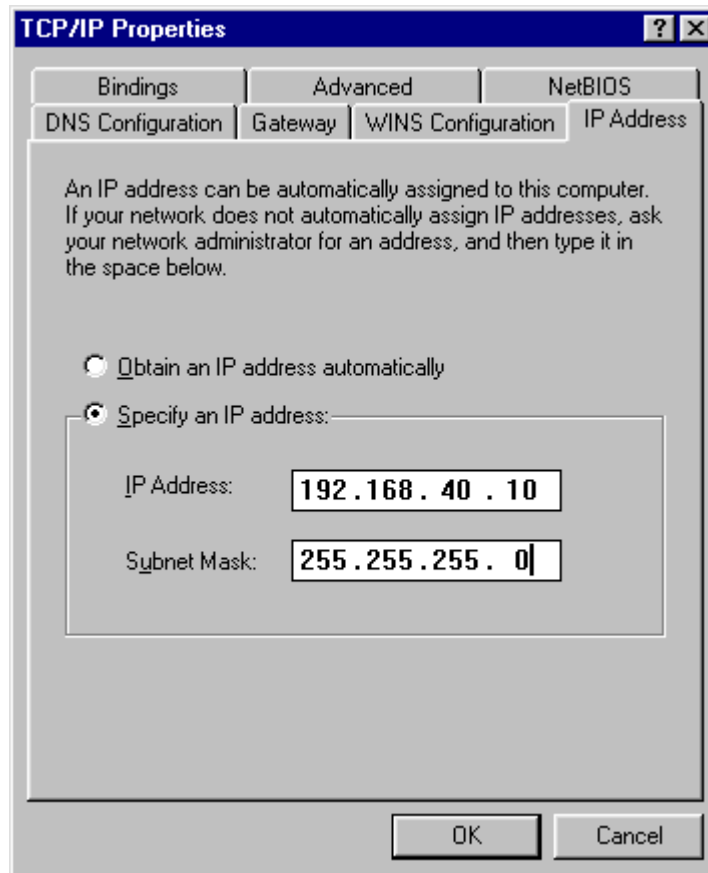 TCP/IP Properties
Bindings Advanced NetBIOS
DNS Configuration Gateway WINS Configuration IP Address
An IP address can be automatically assigned to this computer.
If your network does not automatically assign IP addresses, ask
your network administrator for an address, and then type it in
the space below.
Obtain an IP address automatically
Specify an IP address:
IP Address: 192.168. 40 . 10
Subnet Mask: 255.255.255. 0
OK Cancel